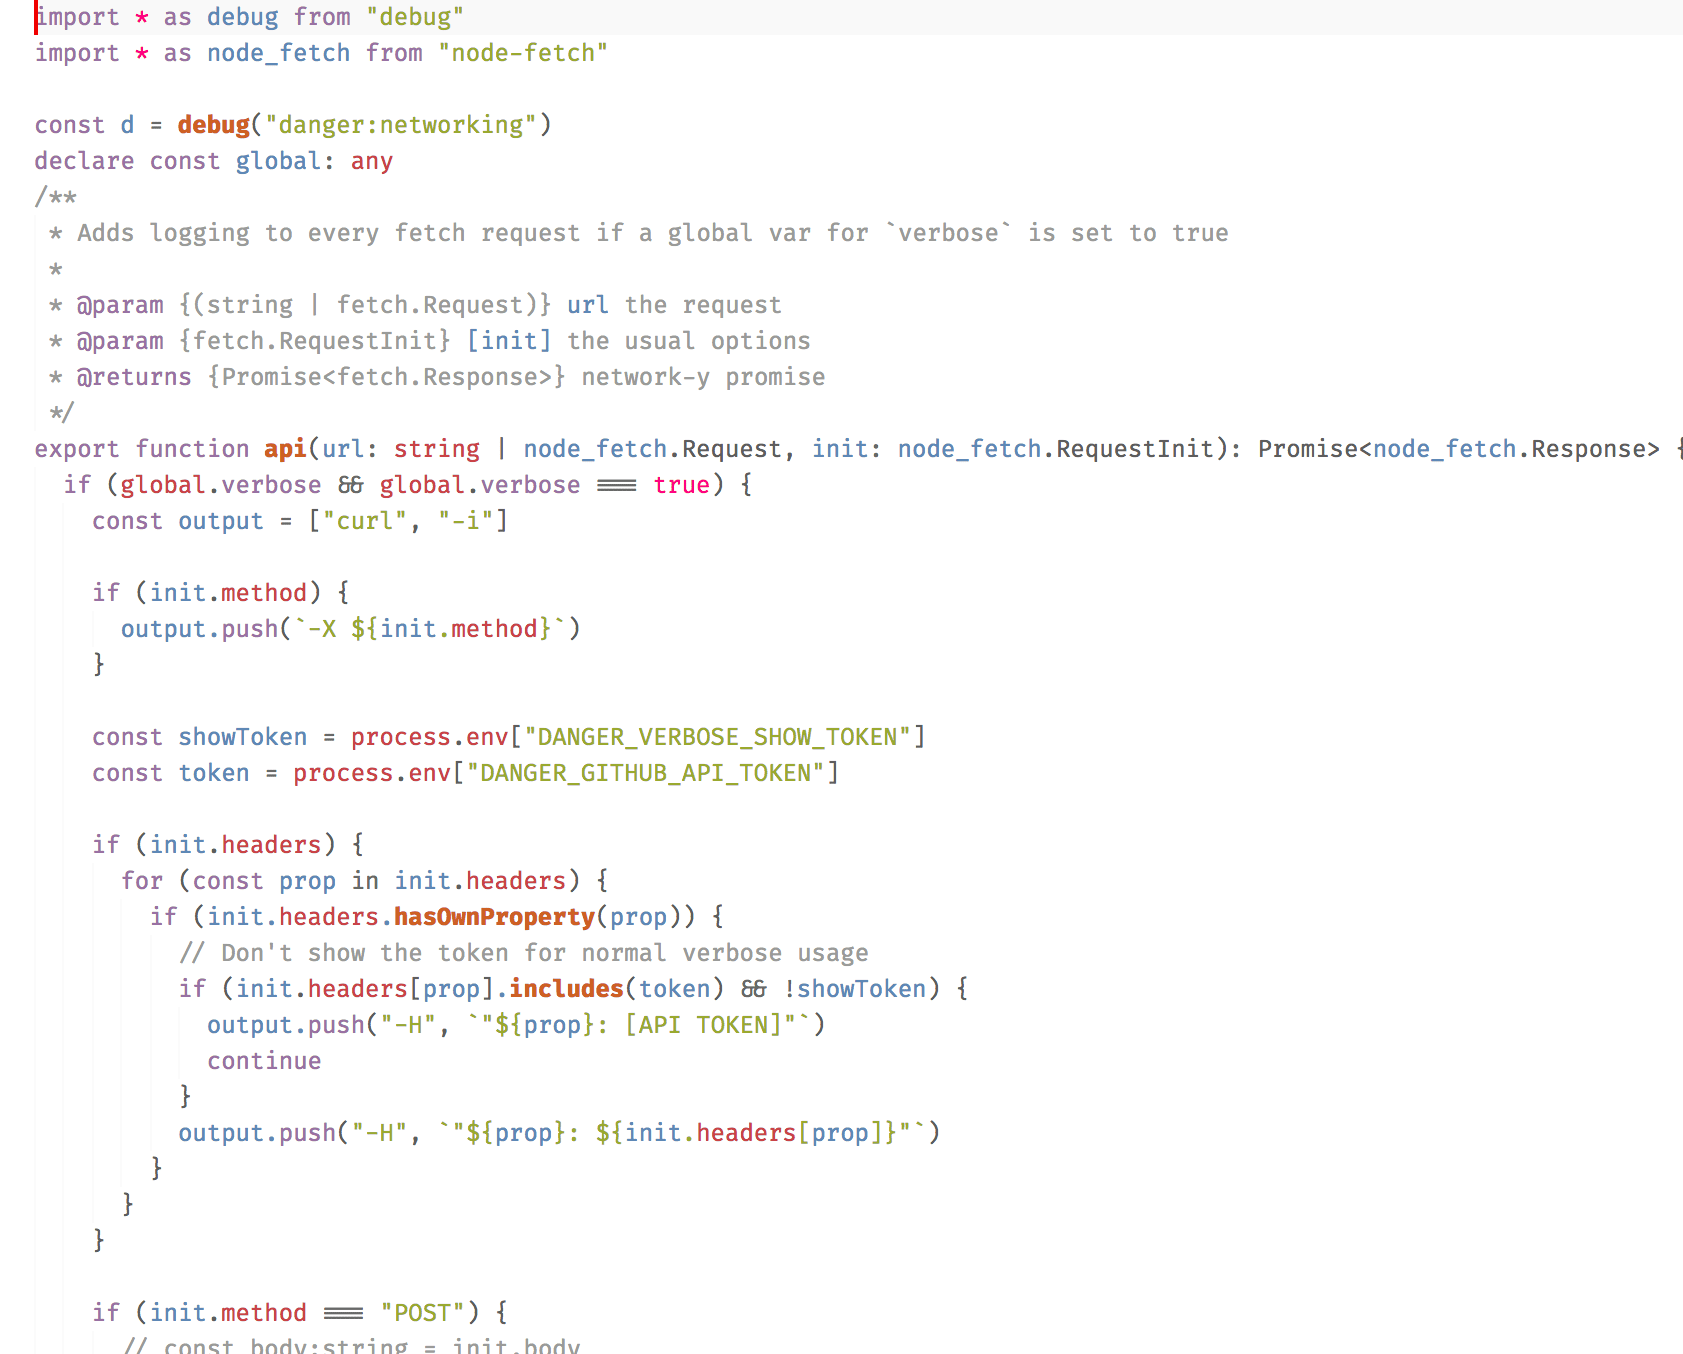 import * as debug from "debug"
import * as node_fetch from "node-fetch"

const d = debug("danger:networking")
declare const global: any
/**
 * Adds logging to every fetch request if a global var for `verbose` is set to true
 *
 * @param {(string | fetch.Request)} url the request
 * @param {fetch.RequestInit} [init] the usual options
 * @returns {Promise<fetch.Response>} network-y promise
 */
export function api(url: string | node_fetch.Request, init: node_fetch.RequestInit): Promise<node_fetch.Response> {
  if (global.verbose && global.verbose === true) {
    const output = ["curl", "-i"]

    if (init.method) {
      output.push(`-X ${init.method}`)
    }

    const showToken = process.env["DANGER_VERBOSE_SHOW_TOKEN"]
    const token = process.env["DANGER_GITHUB_API_TOKEN"]

    if (init.headers) {
      for (const prop in init.headers) {
        if (init.headers.hasOwnProperty(prop)) {
          // Don't show the token for normal verbose usage
          if (init.headers[prop].includes(token) && !showToken) {
            output.push("-H", `"${prop}: [API TOKEN]"`)
            continue
          }
          output.push("-H", `"${prop}: ${init.headers[prop]}"`)
        }
      }
    }

    if (init.method === "POST") {
      // const body:string = init.body